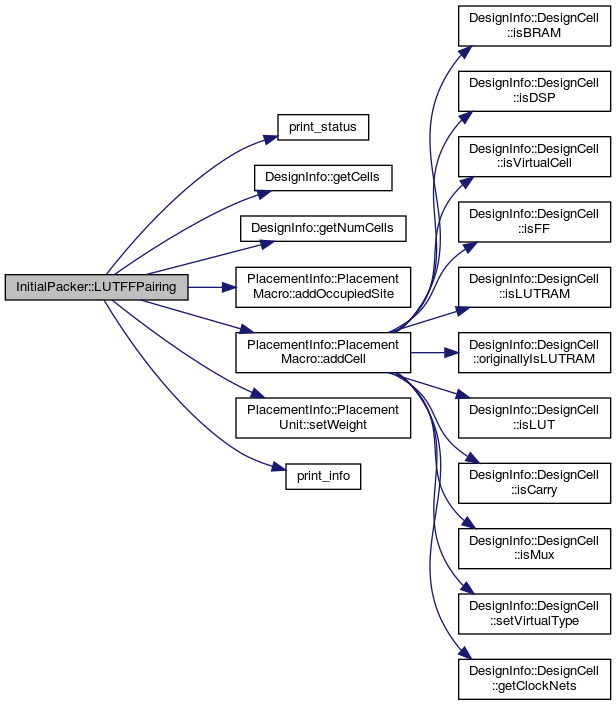 InitialPacker::LUTFFPairing
print_status
DesignInfo::getCells
DesignInfo::getNumCells
PlacementInfo::Placement
Macro::addOccupiedSite
PlacementInfo::Placement
Macro::addCell
PlacementInfo::Placement
Unit::setWeight
print_info
DesignInfo::DesignCell
::isBRAM
DesignInfo::DesignCell
::isDSP
DesignInfo::DesignCell
::isVirtualCell
DesignInfo::DesignCell
::isFF
DesignInfo::DesignCell
::isLUTRAM
DesignInfo::DesignCell
::originallyIsLUTRAM
DesignInfo::DesignCell
::isLUT
DesignInfo::DesignCell
::isCarry
DesignInfo::DesignCell
::isMux
DesignInfo::DesignCell
::setVirtualType
DesignInfo::DesignCell
::getClockNets